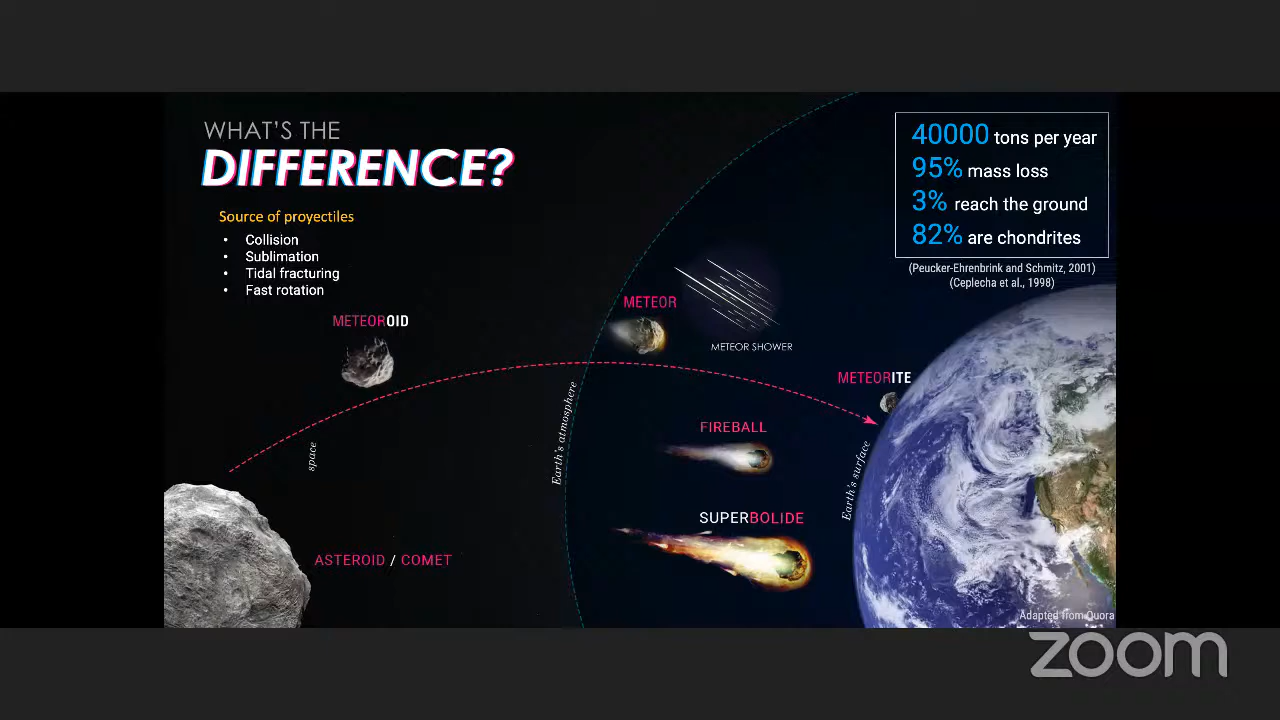 WHAT'S THE
DIFFERENCE?
Source of proyectiles
• Collision
• Sublimation
• Tidal fracturing
• Fast rotation
40000 tons per year
95% mass loss
3% reach the ground
82% are chondrites
(Peucker-Ehrenbrink and Schmitz, 2001)
(Ceplecha et al., 1998)
METEOROID
METEOR
METEOR SHOWER
METEORITE
space
Earth's atmosphere
FIREBALL
Earth's surface
SUPERBOLIDE
ASTEROID / COMET
Adapted from Quora
zoom